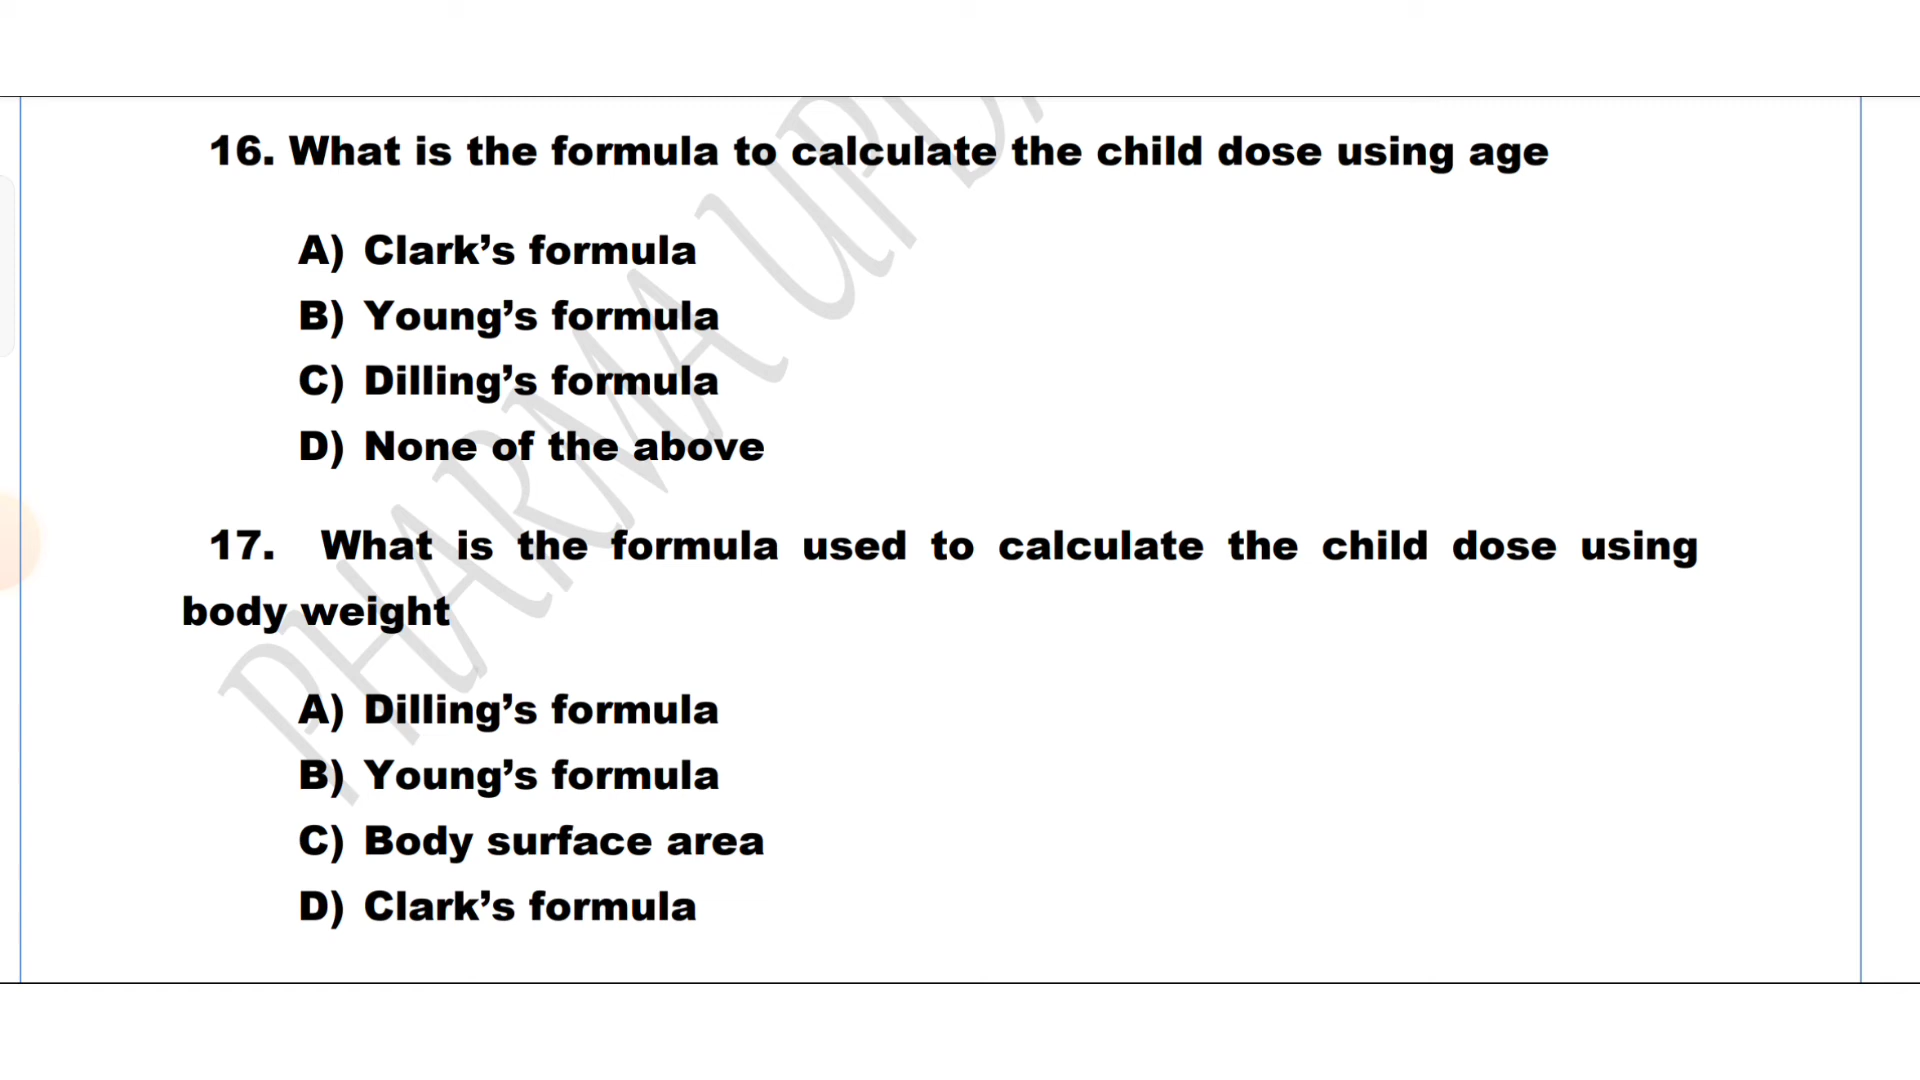 16. What is the formula to calculate the child dose using age
A) Clark’s formula
B) Young’s formula
C) Dilling’s formula
D) None of the above
17. What is the formula used to calculate the child dose using
body weight
A) Dilling’s formula
B) Young’s formula
C) Body surface area
D) Clark’s formula
PHARMA UPDA